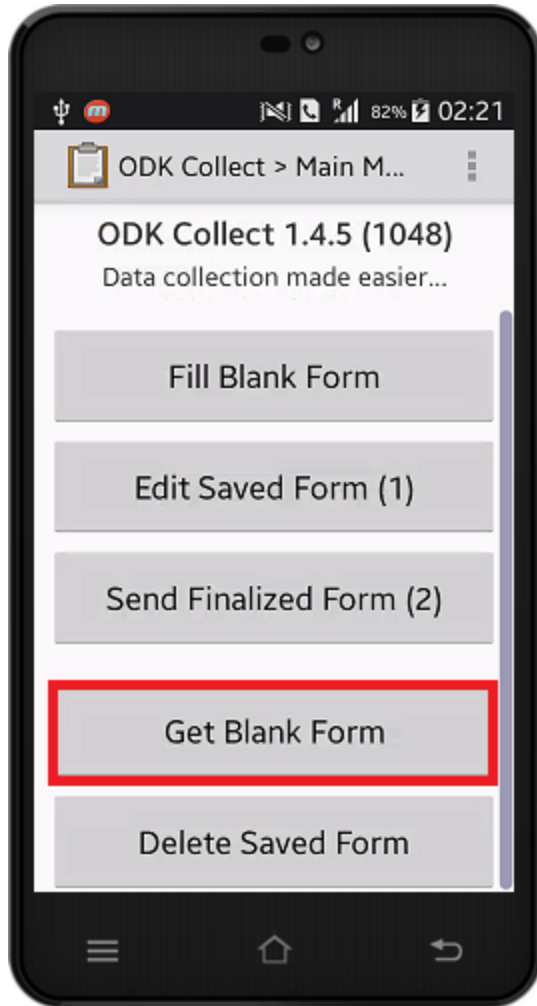 R
82% 02:21
ODK Collect > Main M...
ODK Collect 1.4.5 (1048)
Data collection made easier...
Fill Blank Form
Edit Saved Form (1)
Send Finalized Form (2)
Get Blank Form
Delete Saved Form